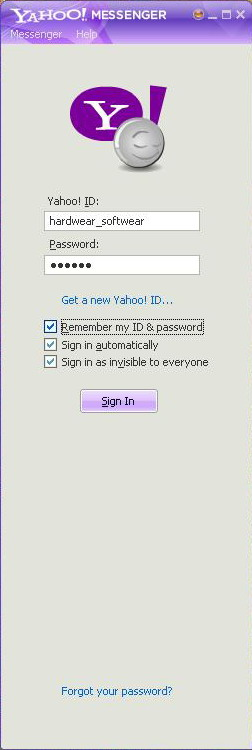 YAHOO! MESSENGER
Messenger Help
Y!
Yahoo! ID:
hardwear_softwear
Password:
••••••
Get a new Yahoo! ID...
Remember my ID & password
Sign in automatically
Sign in as invisible to everyone
Sign In
Forgot your password?